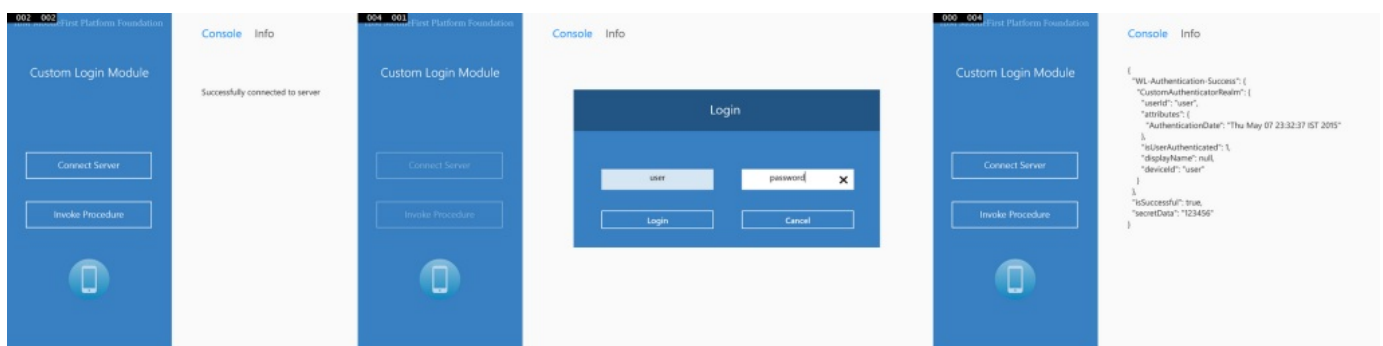 002 002
First Platform Foundation
Console Info
Custom Login Module
Successfully connected to server
Connect Server
Invoke Procedure
004 001
First Platform Foundation
Console Info
Custom Login Module
Login
user
password
Connect Server
Invoke Procedure
Login
Cancel
000 004
First Platform Foundation
Console Info
Custom Login Module
Connect Server
Invoke Procedure
{
"WL-Authentication-Success": {
"CustomAuthenticatorRealm": {
"userId": "user",
"attributes": {
"AuthenticationDate": "Thu May 07 23:32:37 IST 2015"
},
"isUserAuthenticated": 1,
"displayName": null,
"deviceId": "user"
}
},
"isSuccessful": true,
"secretData": "123456"
}